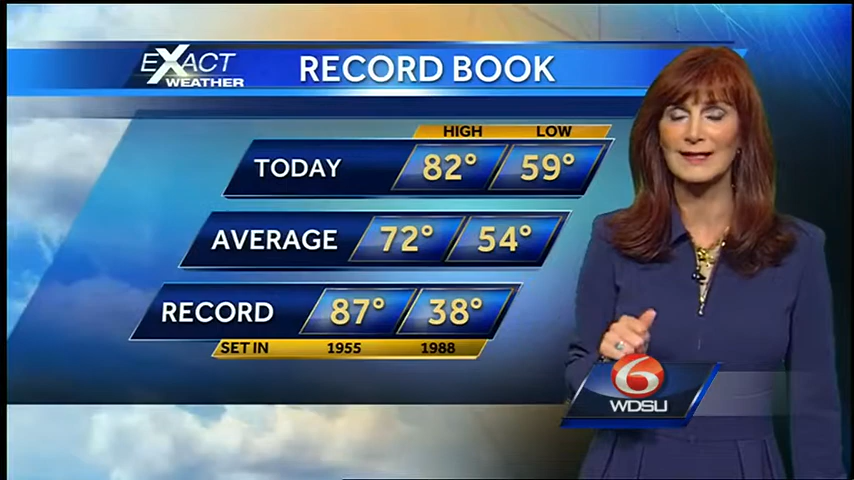 EXACT
WEATHER
RECORD BOOK
HIGH LOW
TODAY 82° 59°
AVERAGE 72° 54°
RECORD 87° 38°
SET IN 1955 1988
6
WDSU